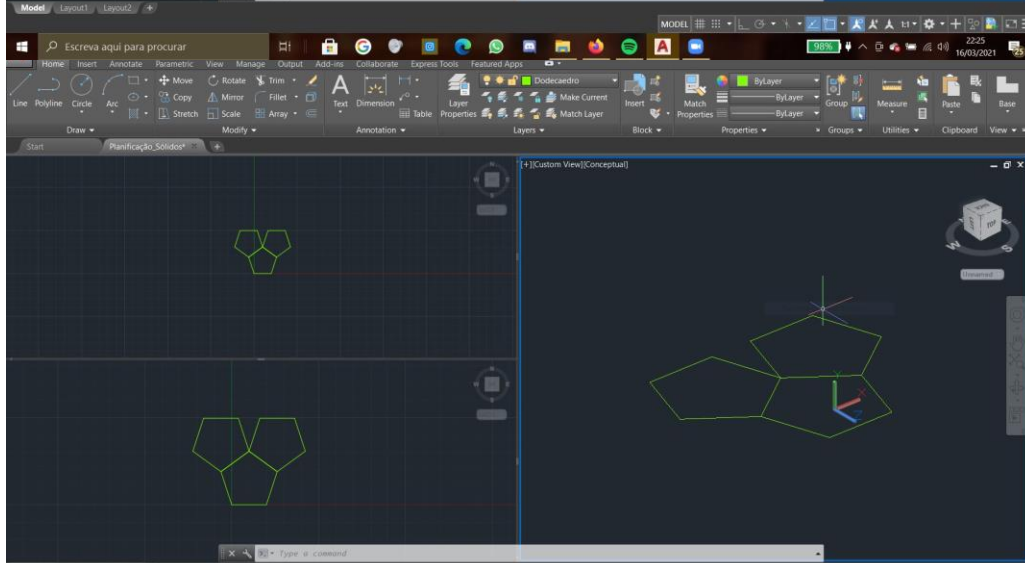 Model Layout1 Layout2 +
MODEL 1:1
Escreva aqui para procurar
98%
22:25
16/03/2021
25
Home Insert Annotate Parametric View Manage Output Add-ins Collaborate Express Tools Featured Apps
Line Polyline Circle Arc
Move Rotate Trim
Copy Mirror Fillet
Stretch Scale Array
Text Dimension Table
Layer Properties
Dodecaedro
Make Current
Match Layer
Insert
Match Properties
ByLayer
ByLayer
ByLayer
Group
Measure
Paste
Base
Draw Modify Annotation Layers Block Properties Groups Utilities Clipboard View
Start Planificação_Sólidos*
[+][Custom View][Conceptual]
TOP
W S
Unnamed
Y
X
Z
Type a command